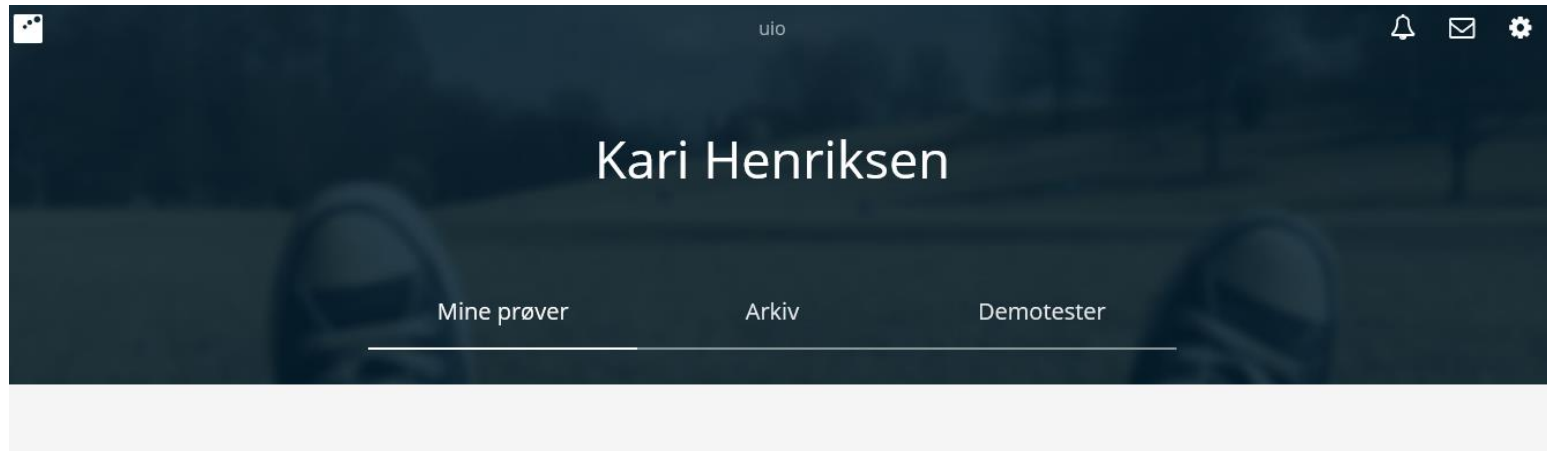 uio
Kari Henriksen
Mine prøver
Arkiv
Demotester